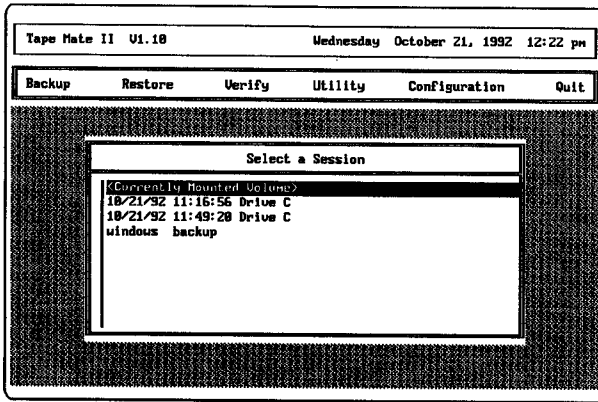 Tape Mate II V1.10 Wednesday October 21, 1992 12:22 pm
Backup Restore Verify Utility Configuration Quit
Select a Session
<Currently Mounted Volume>
10/21/92 11:16:56 Drive C
10/21/92 11:49:20 Drive C
windows backup